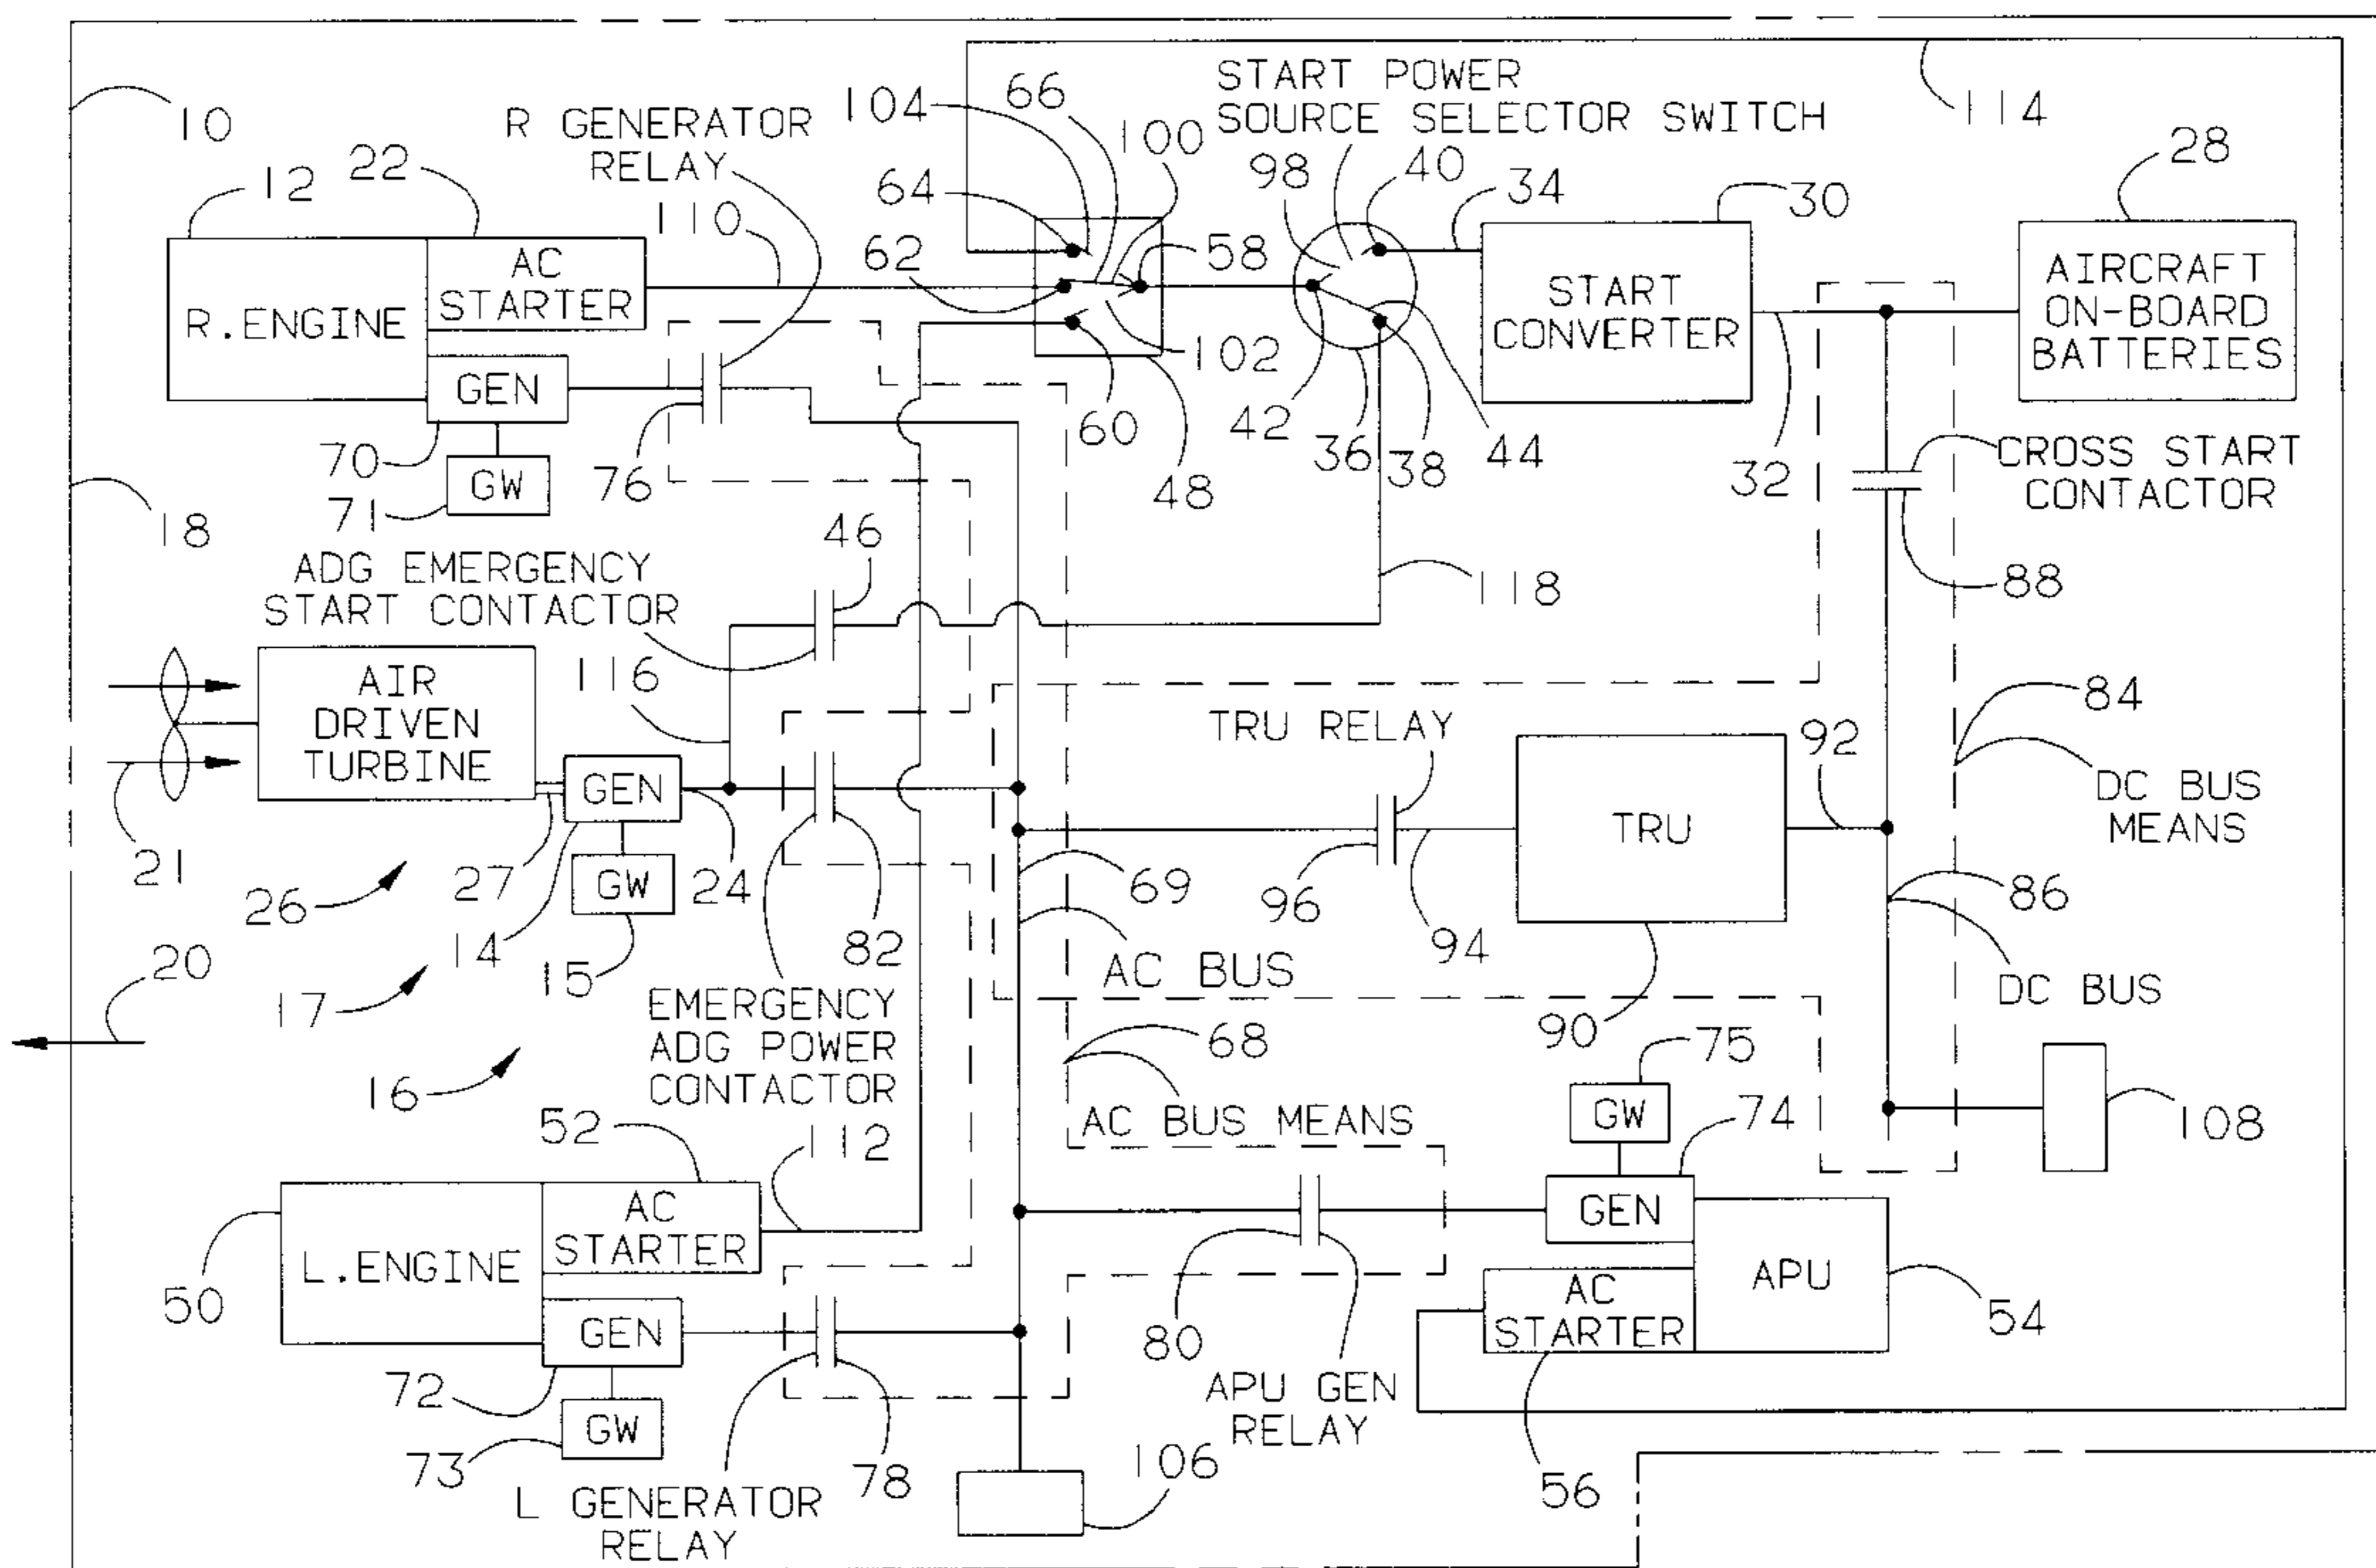 START POWER
SOURCE SELECTOR SWITCH
10
R GENERATOR
RELAY
104
66
100
114
12
22
110
64
62
58
98
40
34
30
28
R.ENGINE
AC
STARTER
START
CONVERTER
AIRCRAFT
ON-BOARD
BATTERIES
102
GEN
70
GW
71
76
60
48
42
36
38
44
32
CROSS START
CONTACTOR
18
46
ADG EMERGENCY
START CONTACTOR
118
88
116
AIR
DRIVEN
TURBINE
TRU RELAY
84
92
DC BUS
MEANS
GEN
TRU
21
26
27
GW
24
82
69
96
94
86
14
15
20
17
AC BUS
DC BUS
EMERGENCY
ADG POWER
CONTACTOR
68
90
75
16
52
112
AC BUS MEANS
GW
74
108
50
L.ENGINE
AC
STARTER
GEN
APU
AC
STARTER
54
GEN
80
72
GW
73
78
APU GEN
RELAY
106
56
L GENERATOR
RELAY